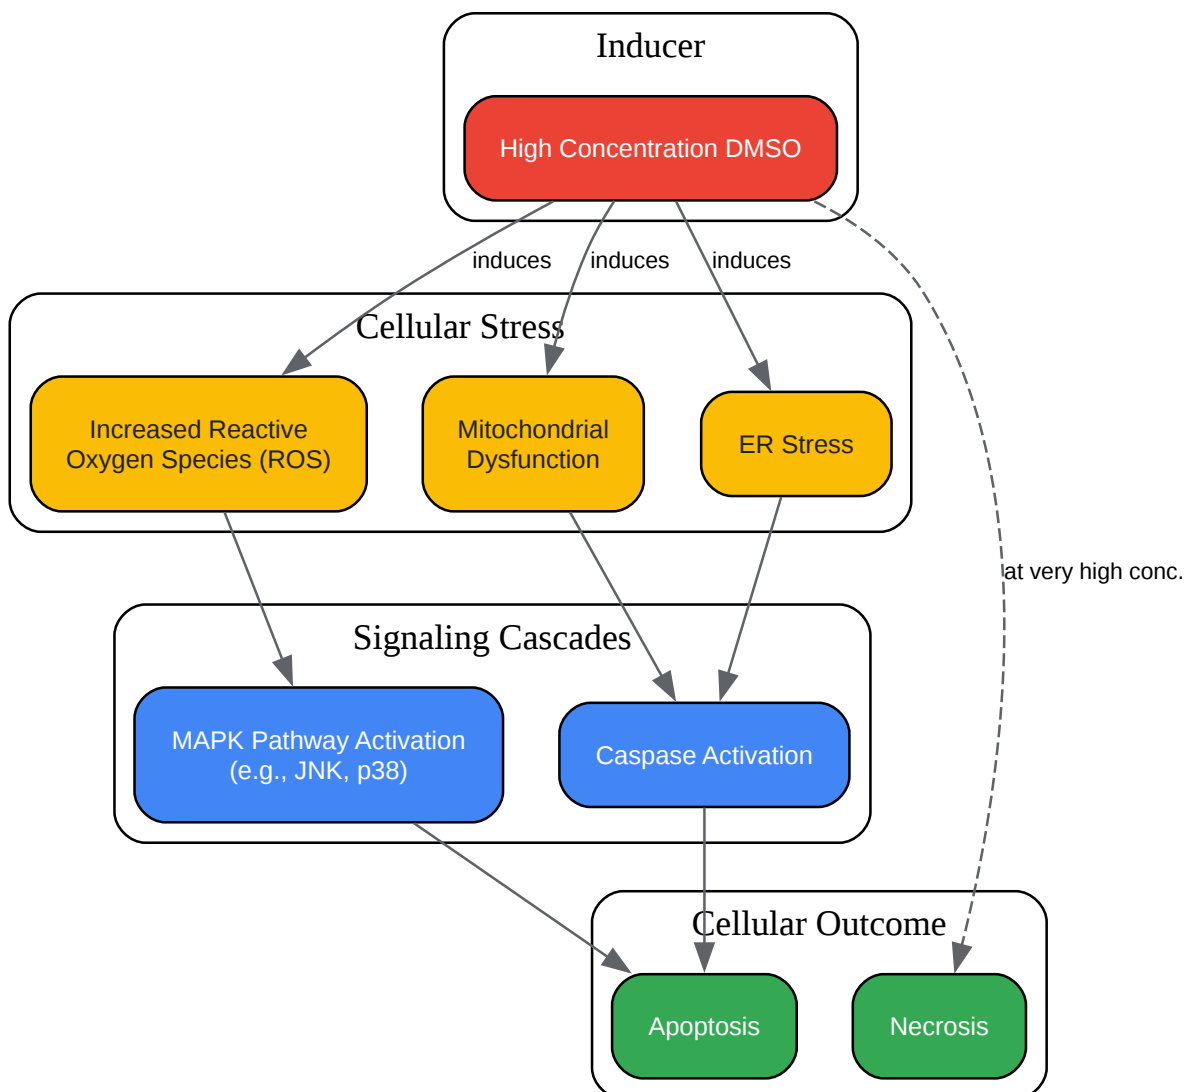 Inducer
High Concentration DMSO
induces
induces
induces
Cellular Stress
Increased Reactive
Oxygen Species (ROS)
Mitochondrial
Dysfunction
ER Stress
at very high conc.
Signaling Cascades
MAPK Pathway Activation
(e.g., JNK, p38)
Caspase Activation
Cellular Outcome
Apoptosis
Necrosis